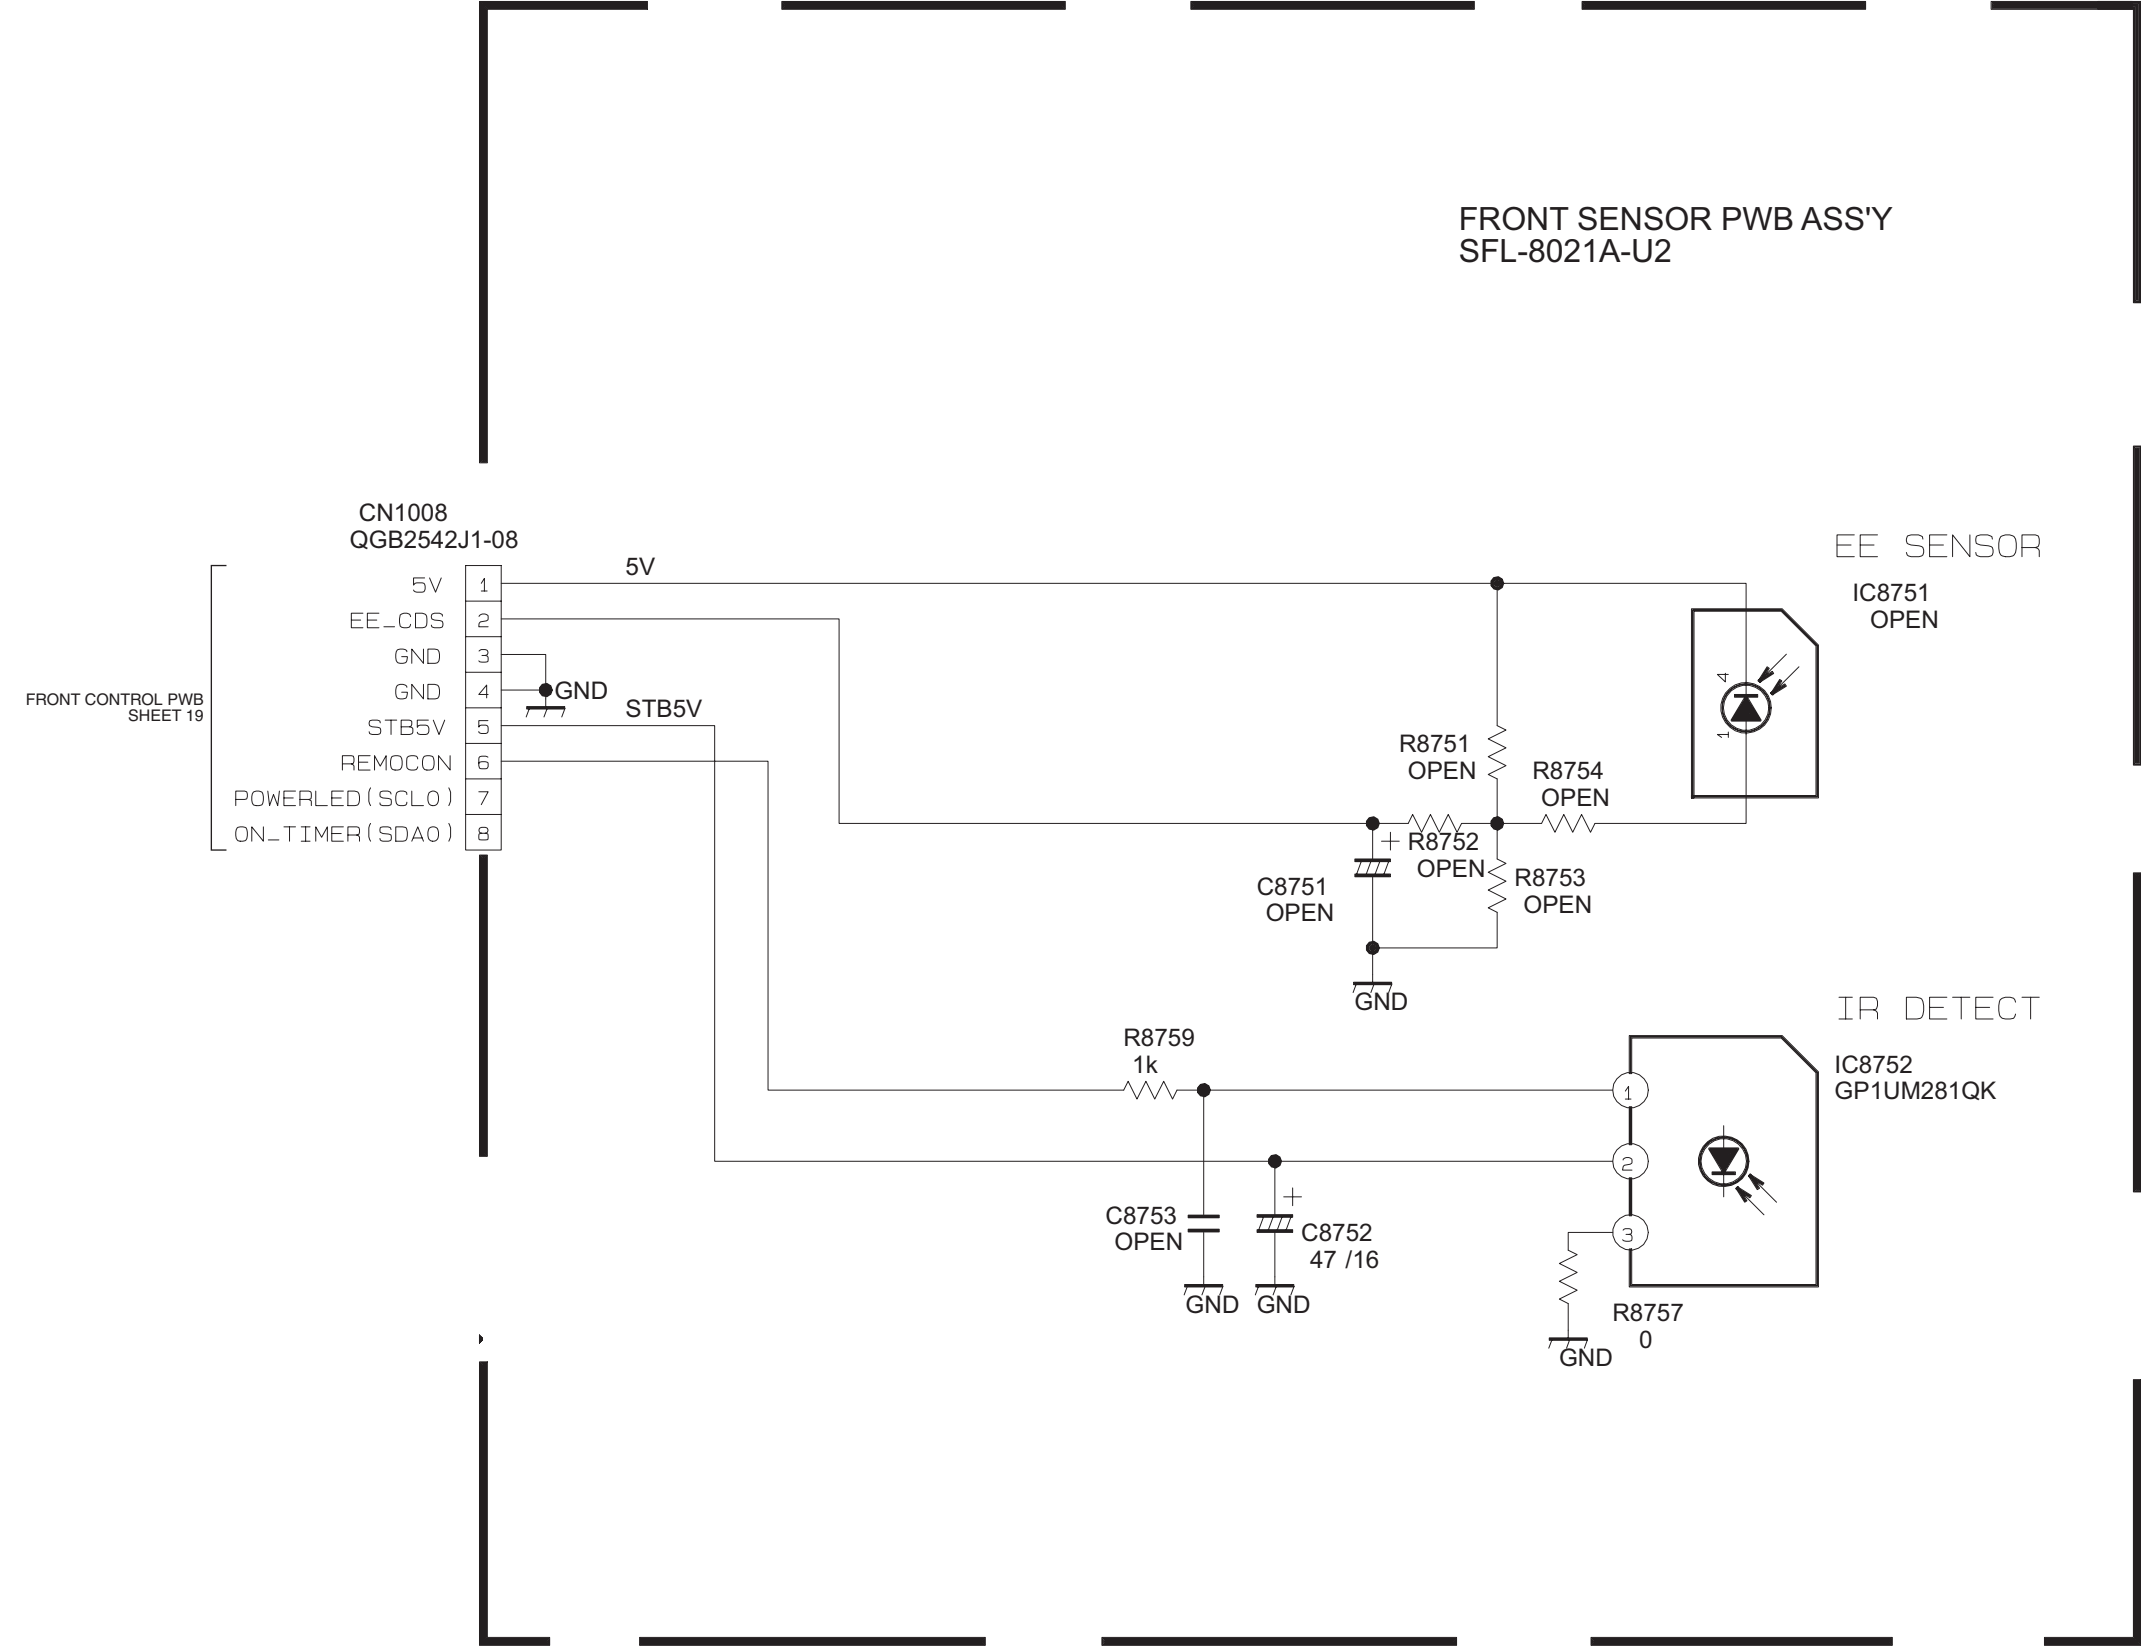 FRONT SENSOR PWB ASS'Y
SFL-8021A-U2
CN1008
QGB2542J1-08
5V 1
EE_CDS 2
GND 3
GND 4
STB5V 5
REMOCON 6
POWERLED(SCL0) 7
ON_TIMER(SDA0) 8
FRONT CONTROL PWB
SHEET 19
5V
GND
STB5V
EE SENSOR
IC8751
OPEN
4
1
R8751
OPEN
R8754
OPEN
+
R8752
OPEN
C8751
OPEN
R8753
OPEN
GND
IR DETECT
IC8752
GP1UM281QK
R8759
1k
1
2
3
C8753
OPEN
+
C8752
47 /16
GND
GND
R8757
0
GND